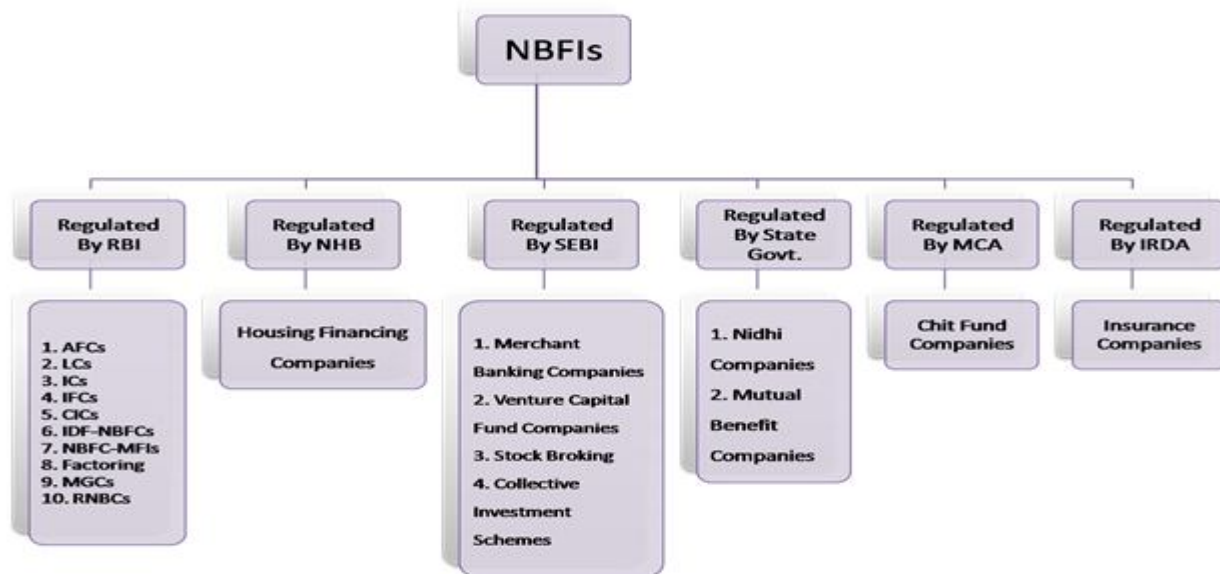 NBFIs
Regulated
By RBI
Regulated
By NHB
Regulated
By SEBI
Regulated
By State
Govt.
Regulated
By MCA
Regulated
By IRDA
1. AFCs
2. LCs
3. ICs
4. IFCs
5. CICs
6. IDF-NBFCs
7. NBFC-MFIs
8. Factoring
9. MGCs
10. RNBCs
Housing Financing
Companies
1. Merchant
Banking Companies
2. Venture Capital
Fund Companies
3. Stock Broking
4. Collective
Investment
Schemes
1. Nidhi
Companies
2. Mutual
Benefit
Companies
Chit Fund
Companies
Insurance
Companies